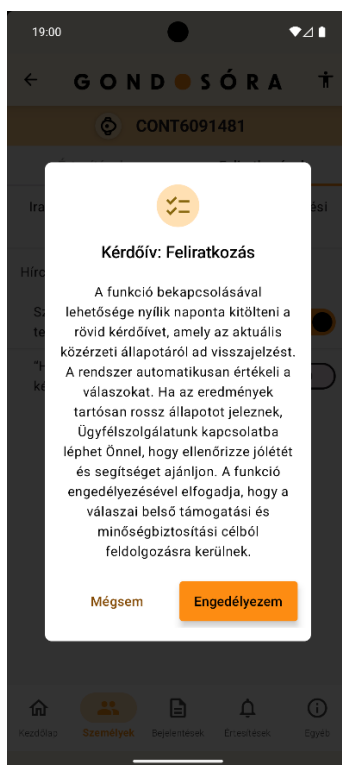 19:00
GONDOSÓRA
CONT6091481
Kérdőív: Feliratkozás
A funkció bekapcsolásával
lehetősége nyílik naponta kitölteni a
rövid kérdőívet, amely az aktuális
közérzeti állapotáról ad visszajelzést.
A rendszer automatikusan értékeli a
válaszokat. Ha az eredmények
tartósan rossz állapotot jeleznek,
Ügyfélszolgálatunk kapcsolatba
léphet Önnel, hogy ellenőrizze jólétét
és segítséget ajánljon. A funkció
engedélyezésével elfogadja, hogy a
válaszai belső támogatási és
minőségbiztosítási célból
feldolgozásra kerülnek.
Mégsem Engedélyezem
Kezdőlap Személyek Bejelentések Értesítések Egyéb